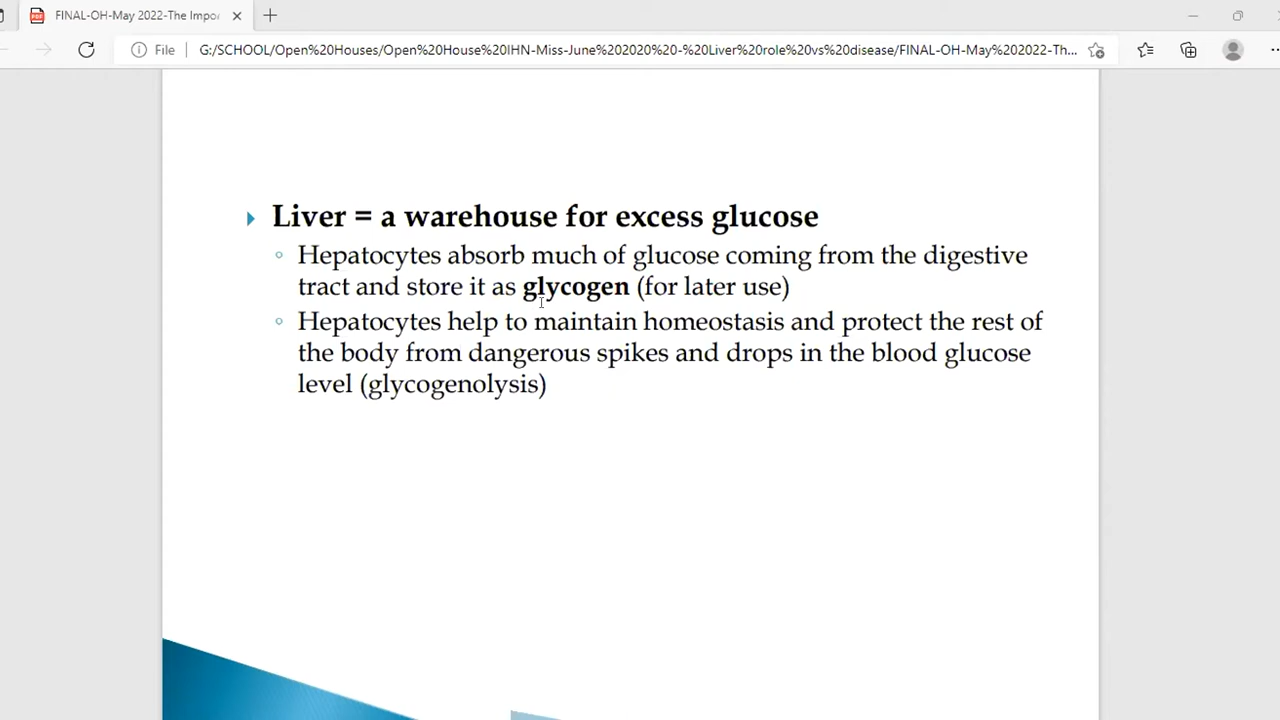 FINAL-OH-May 2022-The Impo
File
G:/SCHOOL/Open%20Houses/Open%20House%20IHN-Miss-June%202020%20-%20Liver%20role%20vs%20disease/FINAL-OH-May%202022-Th...
Liver = a warehouse for excess glucose
Hepatocytes absorb much of glucose coming from the digestive
tract and store it as glycogen (for later use)
Hepatocytes help to maintain homeostasis and protect the rest of
the body from dangerous spikes and drops in the blood glucose
level (glycogenolysis)